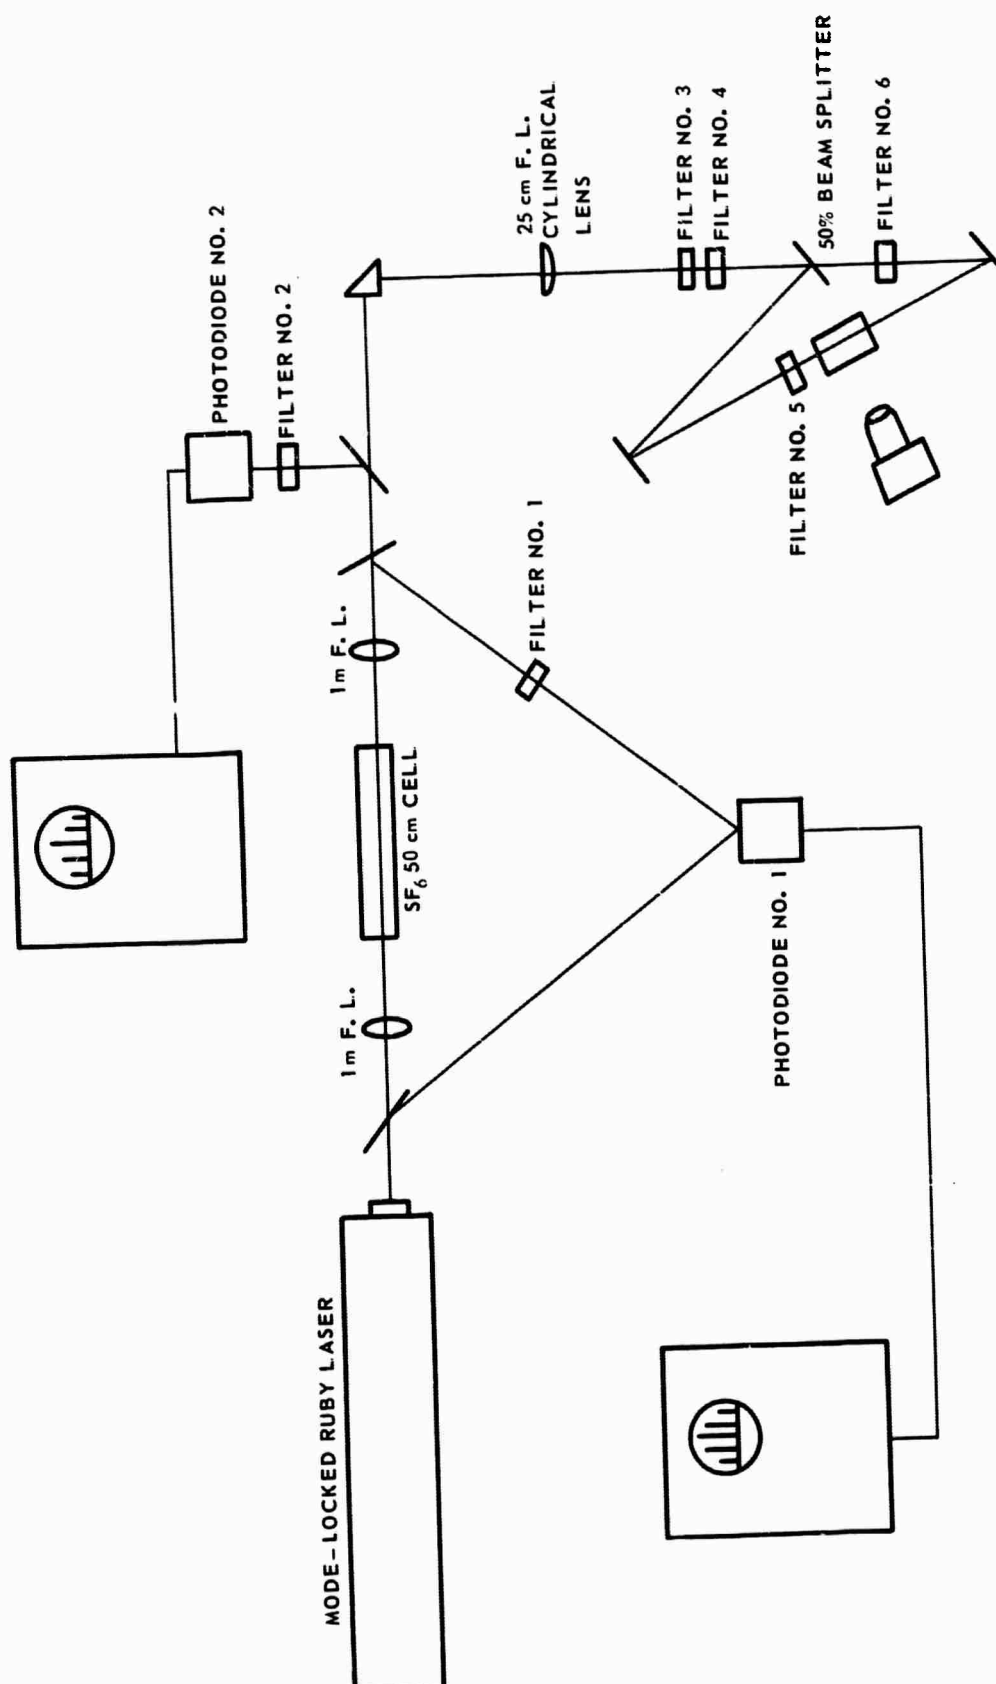 MODE-LOCKED RUBY LASER
1m F. L.
SF₆ 50 cm CELL
1m F. L.
PHOTODIODE NO. 2
FILTER NO. 2
25 cm F. L.
CYLINDRICAL
LENS
FILTER NO. 3
FILTER NO. 4
50% BEAM SPLITTER
FILTER NO. 6
FILTER NO. 5
FILTER NO. 1
PHOTODIODE NO. 1